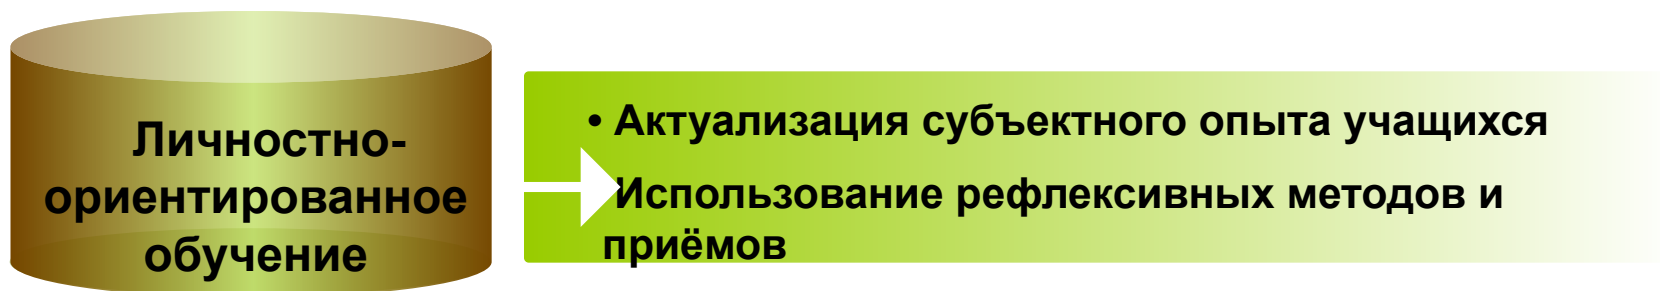 Личностно-
ориентированное
обучение
• Актуализация субъектного опыта учащихся
Использование рефлексивных методов и
приёмов